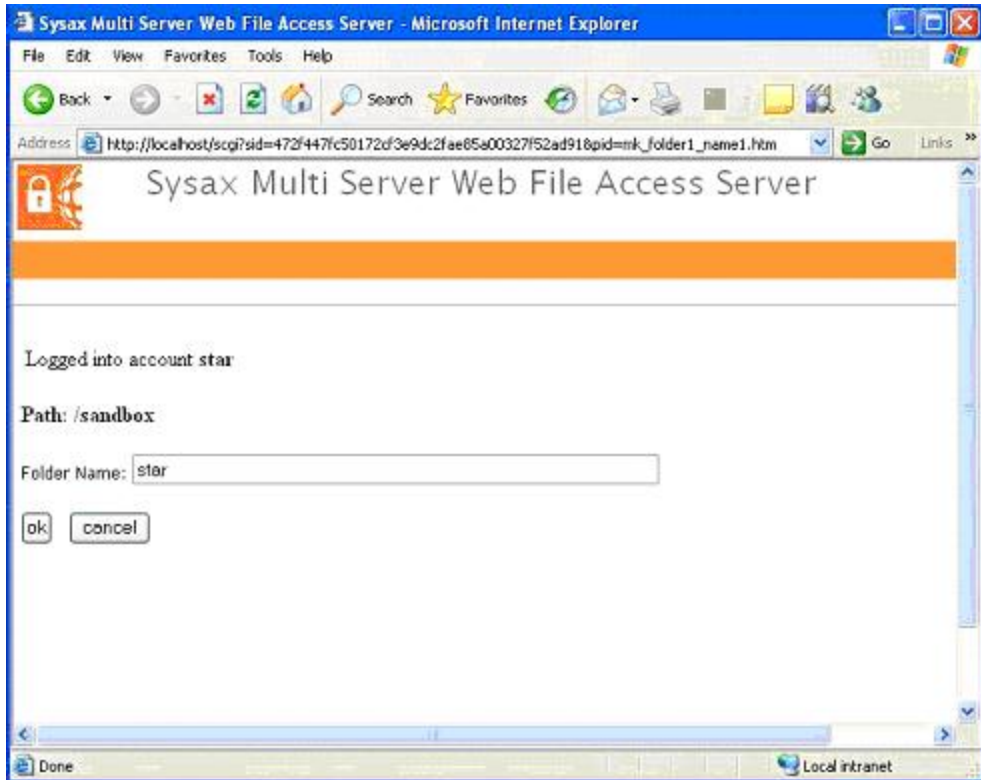 Sysax Multi Server Web File Access Server - Microsoft Internet Explorer
File Edit View Favorites Tools Help
Back Search Favorites
Address http://localhost/scgi?sid=472f447fc50172cf3e9dc2fae85a00327f52ad91&pid=mk_folder1_name1.htm Go Links »
Sysax Multi Server Web File Access Server
Logged into account star
Path: /sandbox
Folder Name: star
ok cancel
Done Local intranet